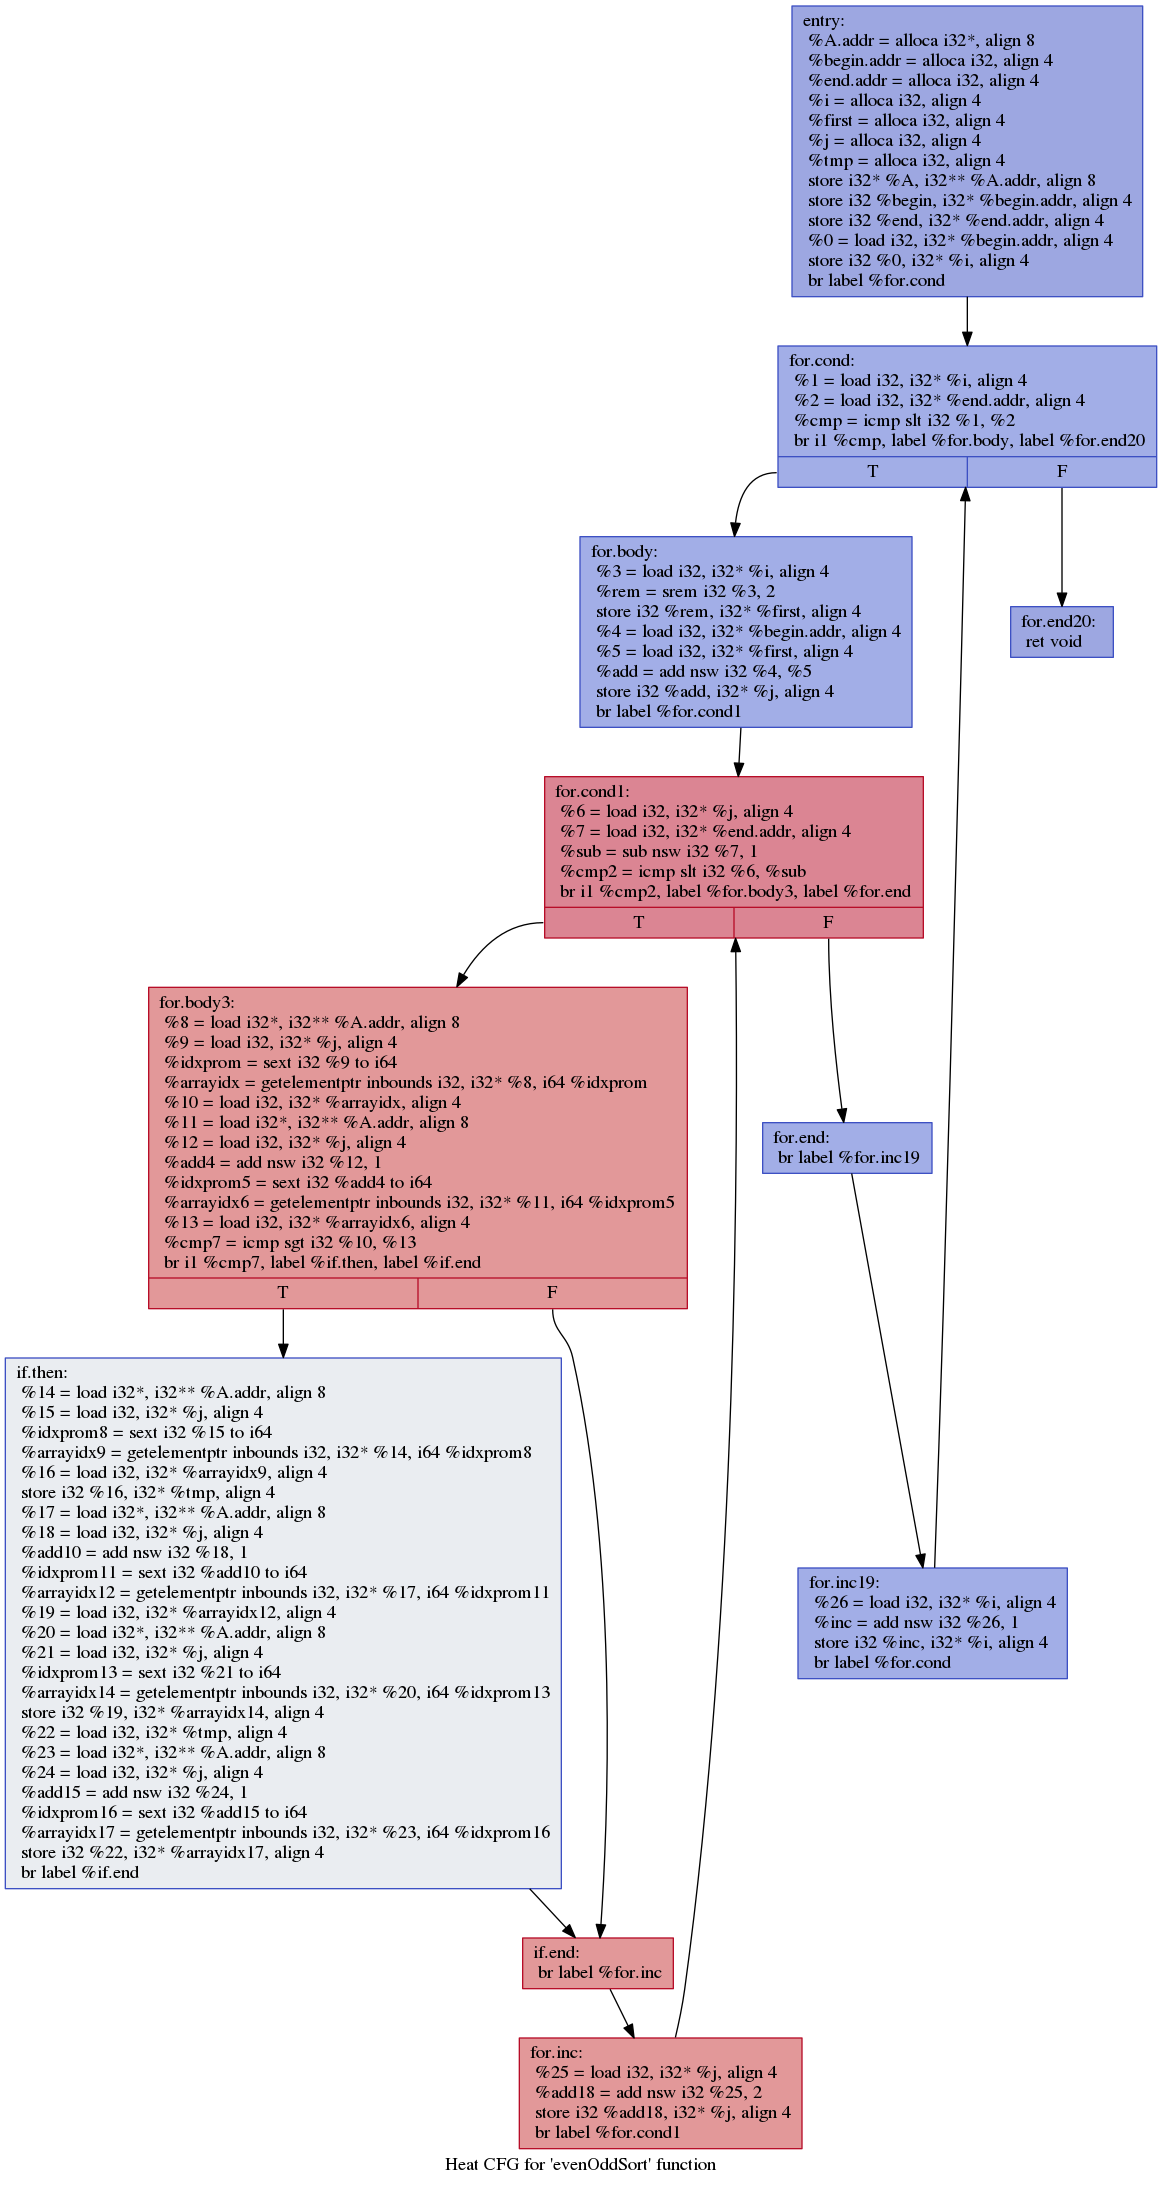 entry:
%A.addr = alloca i32*, align 8
%begin.addr = alloca i32, align 4
%end.addr = alloca i32, align 4
%i = alloca i32, align 4
%first = alloca i32, align 4
%j = alloca i32, align 4
%tmp = alloca i32, align 4
store i32* %A, i32** %A.addr, align 8
store i32 %begin, i32* %begin.addr, align 4
store i32 %end, i32* %end.addr, align 4
%0 = load i32, i32* %begin.addr, align 4
store i32 %0, i32* %i, align 4
br label %for.cond
for.cond:
%1 = load i32, i32* %i, align 4
%2 = load i32, i32* %end.addr, align 4
%cmp = icmp slt i32 %1, %2
br i1 %cmp, label %for.body, label %for.end20
T F
for.body:
%3 = load i32, i32* %i, align 4
%rem = srem i32 %3, 2
store i32 %rem, i32* %first, align 4
%4 = load i32, i32* %begin.addr, align 4
%5 = load i32, i32* %first, align 4
%add = add nsw i32 %4, %5
store i32 %add, i32* %j, align 4
br label %for.cond1
for.end20:
ret void
for.cond1:
%6 = load i32, i32* %j, align 4
%7 = load i32, i32* %end.addr, align 4
%sub = sub nsw i32 %7, 1
%cmp2 = icmp slt i32 %6, %sub
br i1 %cmp2, label %for.body3, label %for.end
T F
for.body3:
%8 = load i32*, i32** %A.addr, align 8
%9 = load i32, i32* %j, align 4
%idxprom = sext i32 %9 to i64
%arrayidx = getelementptr inbounds i32, i32* %8, i64 %idxprom
%10 = load i32, i32* %arrayidx, align 4
%11 = load i32*, i32** %A.addr, align 8
%12 = load i32, i32* %j, align 4
%add4 = add nsw i32 %12, 1
%idxprom5 = sext i32 %add4 to i64
%arrayidx6 = getelementptr inbounds i32, i32* %11, i64 %idxprom5
%13 = load i32, i32* %arrayidx6, align 4
%cmp7 = icmp sgt i32 %10, %13
br i1 %cmp7, label %if.then, label %if.end
T F
for.end:
br label %for.inc19
if.then:
%14 = load i32*, i32** %A.addr, align 8
%15 = load i32, i32* %j, align 4
%idxprom8 = sext i32 %15 to i64
%arrayidx9 = getelementptr inbounds i32, i32* %14, i64 %idxprom8
%16 = load i32, i32* %arrayidx9, align 4
store i32 %16, i32* %tmp, align 4
%17 = load i32*, i32** %A.addr, align 8
%18 = load i32, i32* %j, align 4
%add10 = add nsw i32 %18, 1
%idxprom11 = sext i32 %add10 to i64
%arrayidx12 = getelementptr inbounds i32, i32* %17, i64 %idxprom11
%19 = load i32, i32* %arrayidx12, align 4
%20 = load i32*, i32** %A.addr, align 8
%21 = load i32, i32* %j, align 4
%idxprom13 = sext i32 %21 to i64
%arrayidx14 = getelementptr inbounds i32, i32* %20, i64 %idxprom13
store i32 %19, i32* %arrayidx14, align 4
%22 = load i32, i32* %tmp, align 4
%23 = load i32*, i32** %A.addr, align 8
%24 = load i32, i32* %j, align 4
%add15 = add nsw i32 %24, 1
%idxprom16 = sext i32 %add15 to i64
%arrayidx17 = getelementptr inbounds i32, i32* %23, i64 %idxprom16
store i32 %22, i32* %arrayidx17, align 4
br label %if.end
for.inc19:
%26 = load i32, i32* %i, align 4
%inc = add nsw i32 %26, 1
store i32 %inc, i32* %i, align 4
br label %for.cond
if.end:
br label %for.inc
for.inc:
%25 = load i32, i32* %j, align 4
%add18 = add nsw i32 %25, 2
store i32 %add18, i32* %j, align 4
br label %for.cond1
Heat CFG for 'evenOddSort' function